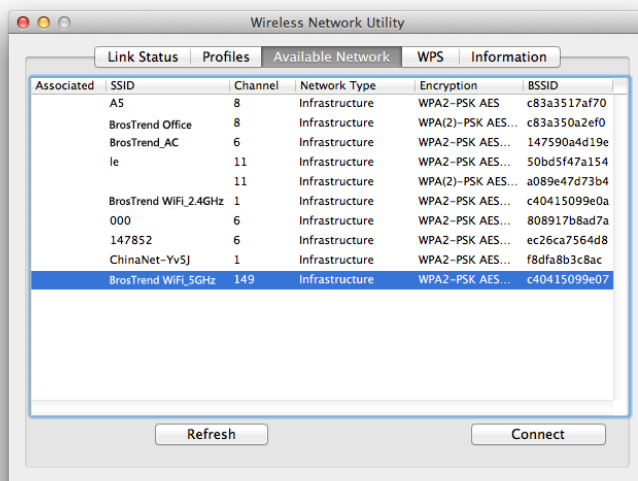 Wireless Network Utility
Link Status Profiles Available Network WPS Information
Associated SSID Channel Network Type Encryption BSSID
A5 8 Infrastructure WPA2-PSK AES c83a3517af70
BrosTrend Office 8 Infrastructure WPA(2)-PSK AES... c83a350a2ef0
BrosTrend_AC 6 Infrastructure WPA2-PSK AES... 147590a4d19e
le 11 Infrastructure WPA2-PSK AES... 50bd5f47a154
11 Infrastructure WPA(2)-PSK AES... a089e47d73b4
BrosTrend WiFi_2.4GHz 1 Infrastructure WPA2-PSK AES... c40415099e0a
000 6 Infrastructure WPA2-PSK AES... 808917b8ad7a
147852 6 Infrastructure WPA2-PSK AES... ec26ca7564d8
ChinaNet-Yv5J 1 Infrastructure WPA2-PSK AES... f8dfa8b3c8ac
BrosTrend WiFi_5GHz 149 Infrastructure WPA2-PSK AES... c40415099e07
Refresh Connect